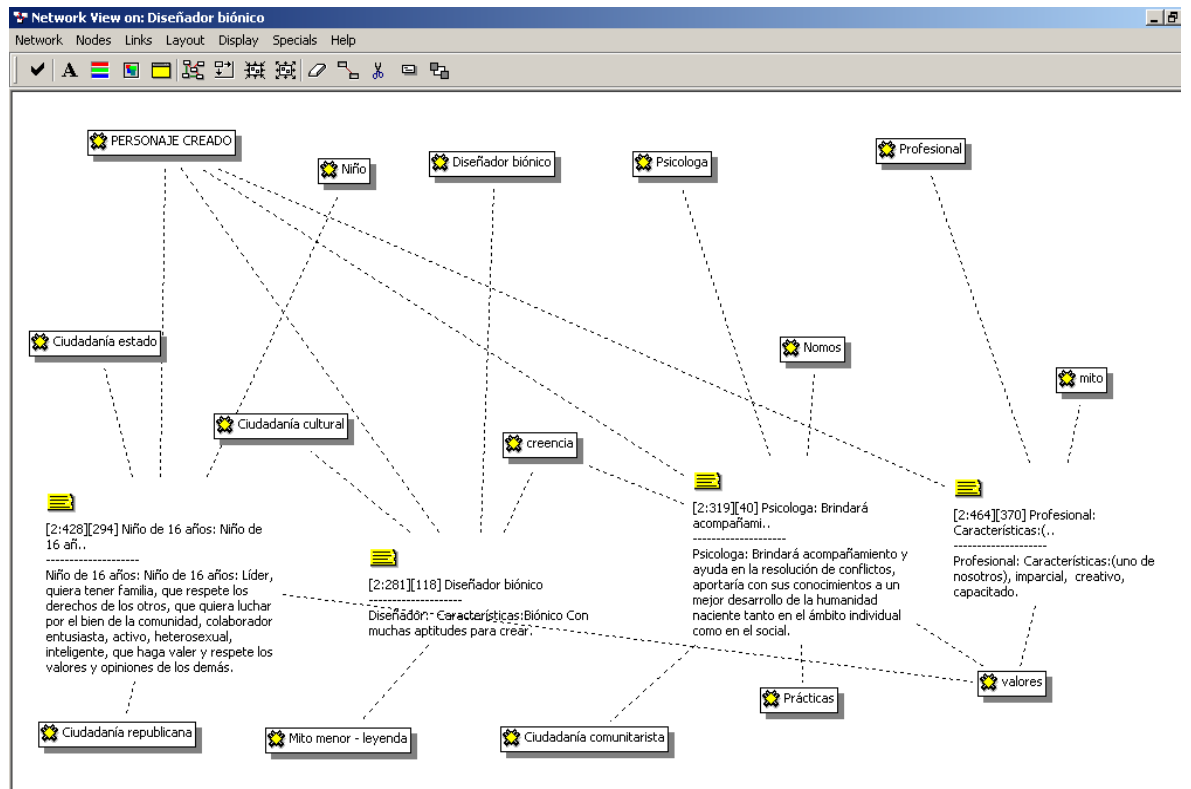 Network View on: Diseñador biónico
Network Nodes Links Layout Display Specials Help
A
PERSONAJE CREADO
Niño
Diseñador biónico
Psicologa
Profesional
Ciudadanía estado
Nomos
mito
Ciudadanía cultural
creencia
[2:428][294] Niño de 16 años: Niño de
16 añ..
--------------------
Niño de 16 años: Niño de 16 años: Líder,
quiera tener familia, que respete los
derechos de los otros, que quiera luchar
por el bien de la comunidad, colaborador
entusiasta, activo, heterosexual,
inteligente, que haga valer y respete los
valores y opiniones de los demás.
[2:281][118] Diseñador biónico
--------------------
Diseñador: Características:Biónico Con
muchas aptitudes para crear.
[2:319][40] Psicologa: Brindará
acompañami..
--------------------
Psicologa: Brindará acompañamiento y
ayuda en la resolución de conflictos,
aportaría con sus conocimientos a un
mejor desarrollo de la humanidad
naciente tanto en el ámbito individual
como en el social.
[2:464][370] Profesional:
Características:(..
--------------------
Profesional: Características:(uno de
nosotros), imparcial, creativo,
capacitado.
valores
Prácticas
Ciudadanía republicana
Mito menor - leyenda
Ciudadanía comunitarista